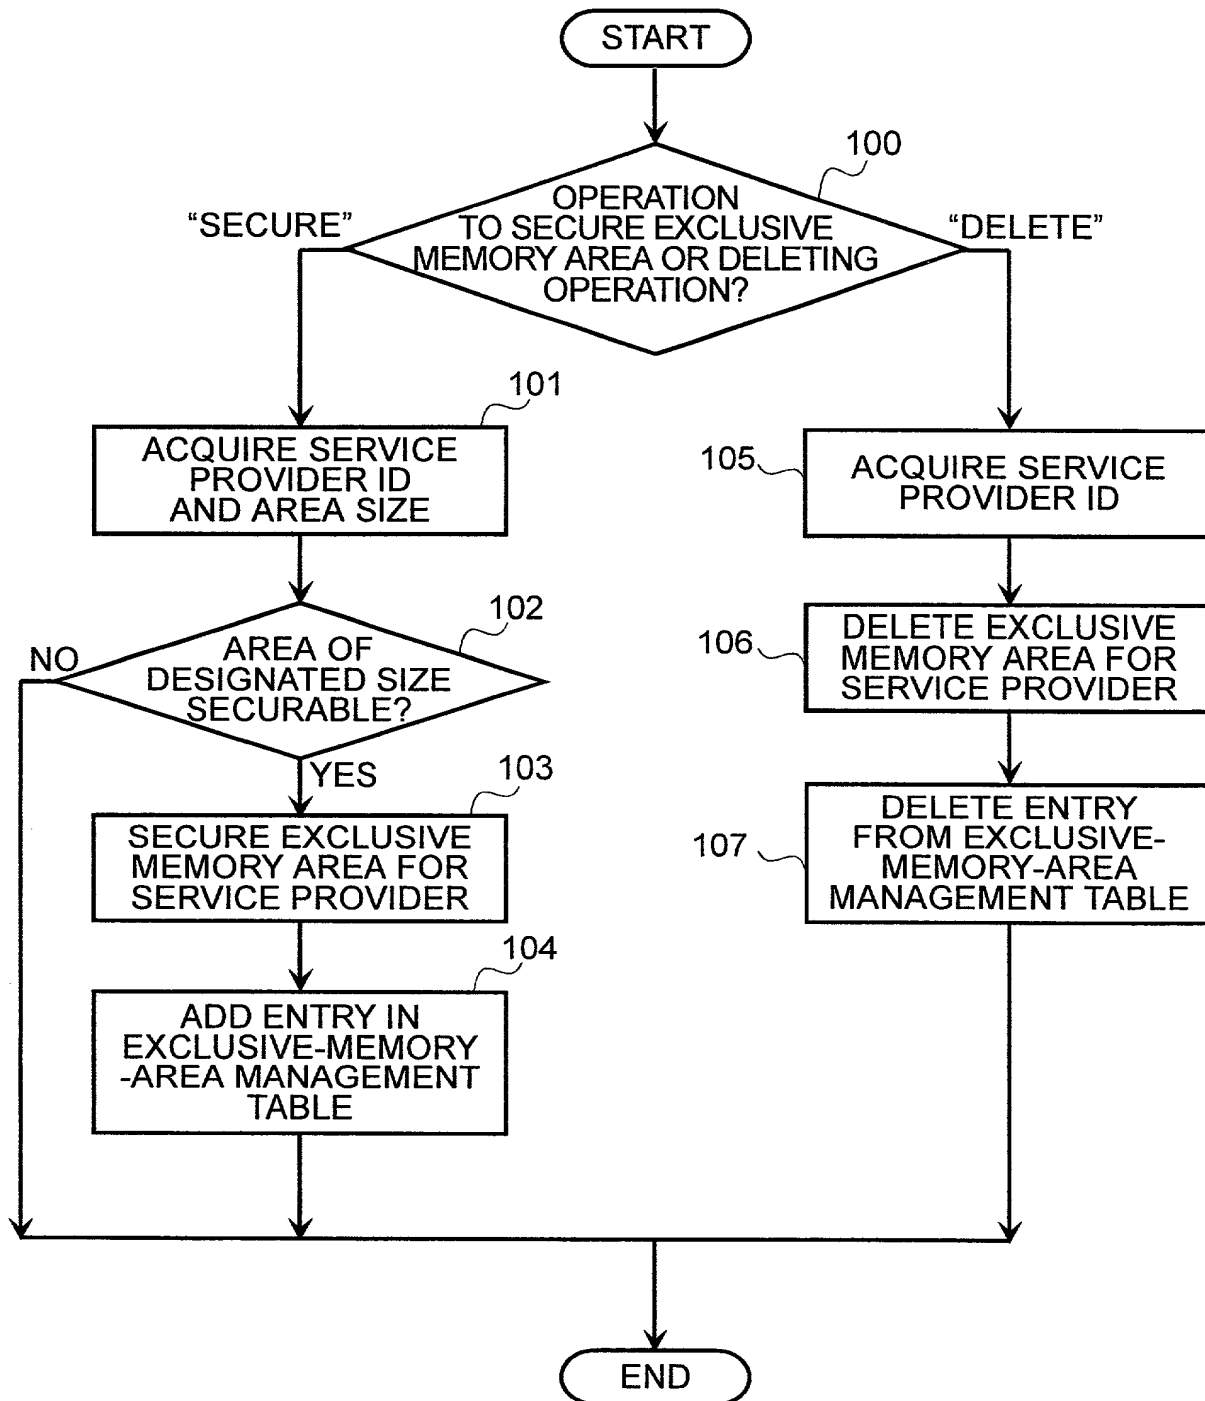 START
100
OPERATION
TO SECURE EXCLUSIVE
MEMORY AREA OR DELETING
OPERATION?
“SECURE”
“DELETE”
101
ACQUIRE SERVICE
PROVIDER ID
AND AREA SIZE
102
AREA OF
DESIGNATED SIZE
SECURABLE?
NO
YES
103
SECURE EXCLUSIVE
MEMORY AREA FOR
SERVICE PROVIDER
104
ADD ENTRY IN
EXCLUSIVE-MEMORY
-AREA MANAGEMENT
TABLE
105
ACQUIRE SERVICE
PROVIDER ID
106
DELETE EXCLUSIVE
MEMORY AREA FOR
SERVICE PROVIDER
107
DELETE ENTRY
FROM EXCLUSIVE-
MEMORY-AREA
MANAGEMENT TABLE
END